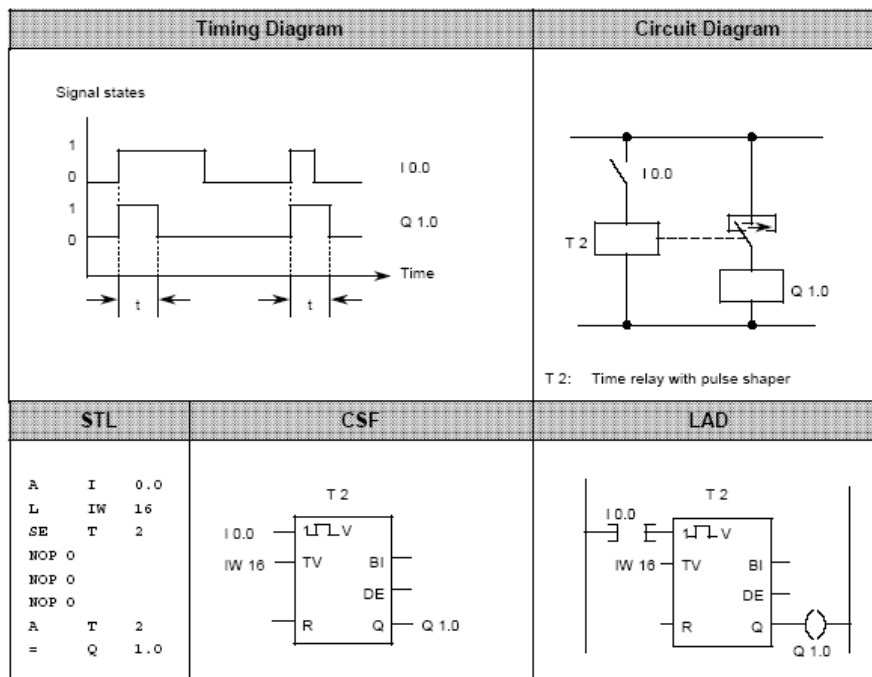 Timing Diagram
Circuit Diagram
Signal states
1
0
I 0.0
1
0
Q 1.0
Time
t
t
I 0.0
T 2
Q 1.0
T 2: Time relay with pulse shaper
STL
CSF
LAD
A I 0.0
L IW 16
SE T 2
NOP 0
NOP 0
NOP 0
A T 2
= Q 1.0
T 2
I 0.0
1 V
IW 16
TV
BI
DE
R
Q
Q 1.0
T 2
I 0.0
1 V
IW 16
TV
BI
DE
R
Q
Q 1.0